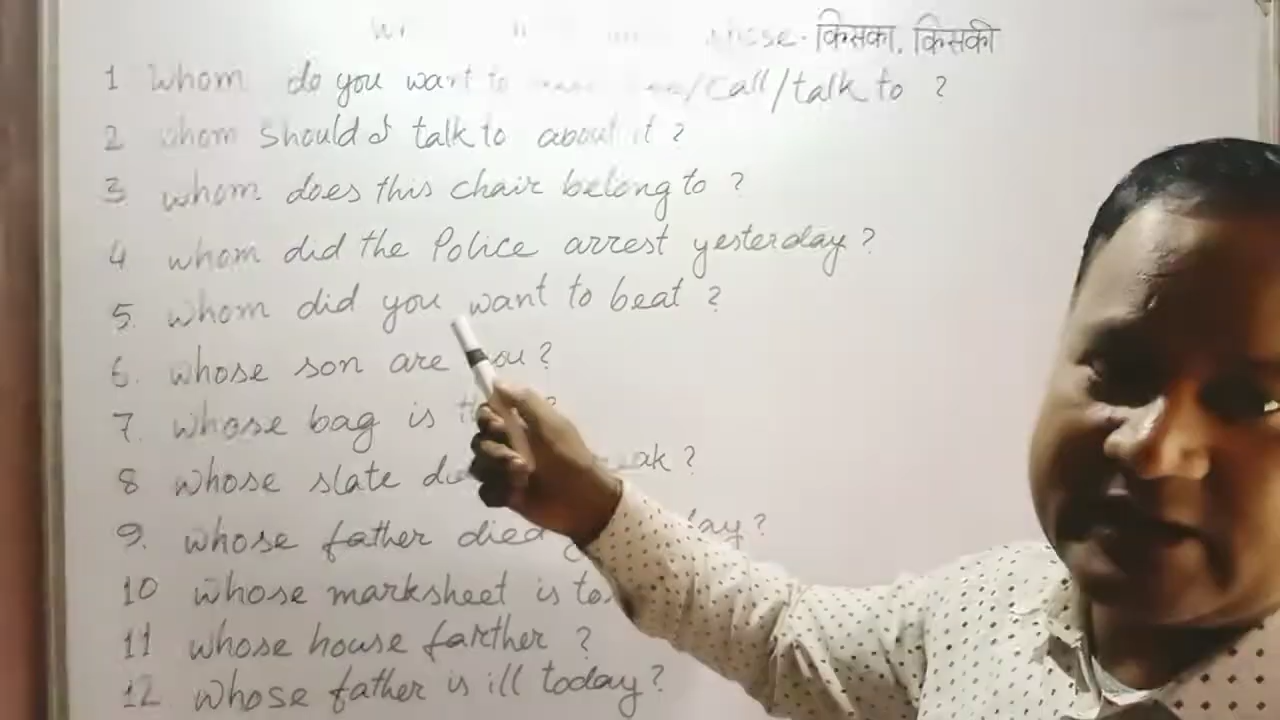 किसका, किसकी
1 Whom do you want to /Call/talk to ?
2 whom should I talk to about it ?
3 whom does this chair belong to ?
4 whom did the Police arrest yesterday ?
5. whom did you want to beat ?
6. whose son are you ?
7. whose bag is ?
8 whose slate ?
9. whose father died ?
10 whose marksheet is
11 whose house farther ?
12 whose father is ill today ?